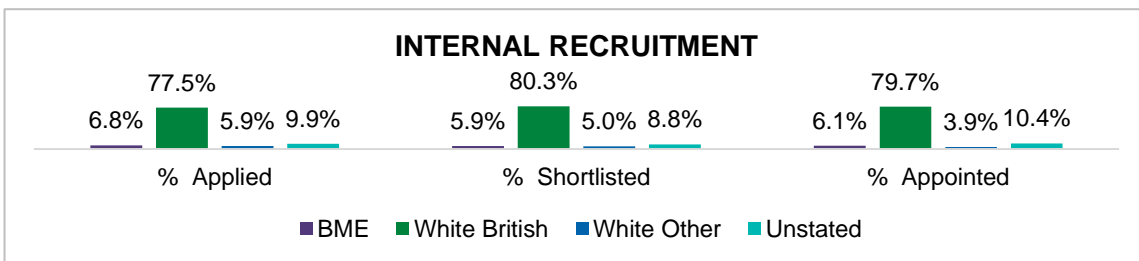 INTERNAL RECRUITMENT
77.5% 80.3% 79.7%
6.8% 5.9% 9.9% 5.9% 5.0% 8.8% 6.1% 3.9% 10.4%
% Applied % Shortlisted % Appointed
BME White British White Other Unstated